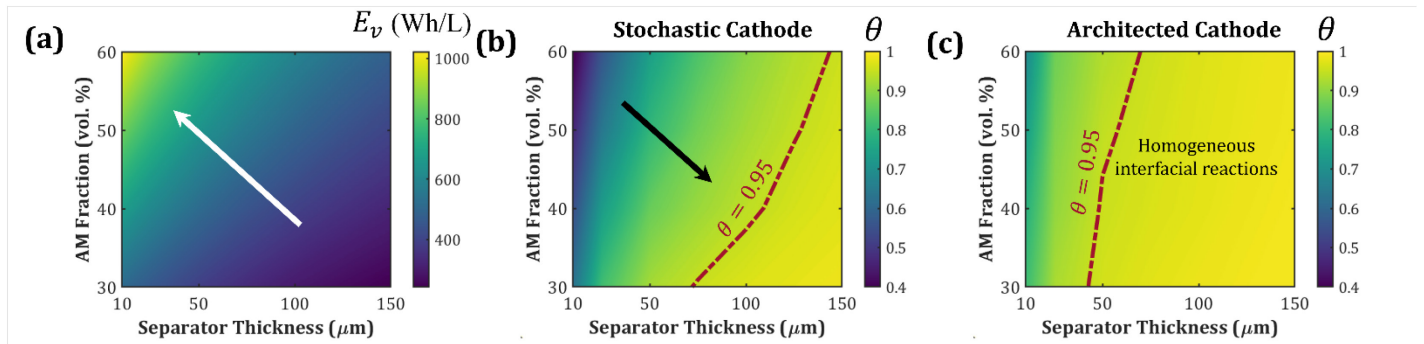 (a)
E_v (Wh/L)
60
50
40
30
AM Fraction (vol. %)
10
50
100
150
Separator Thickness (μm)
1000
800
600
400
(b)
Stochastic Cathode
θ
60
50
40
30
AM Fraction (vol. %)
θ = 0.95
10
50
100
150
Separator Thickness (μm)
1
0.9
0.8
0.7
0.6
0.5
0.4
(c)
Architected Cathode
θ
60
50
40
30
AM Fraction (vol. %)
θ = 0.95
Homogeneous
interfacial reactions
10
50
100
150
Separator Thickness (μm)
1
0.9
0.8
0.7
0.6
0.5
0.4